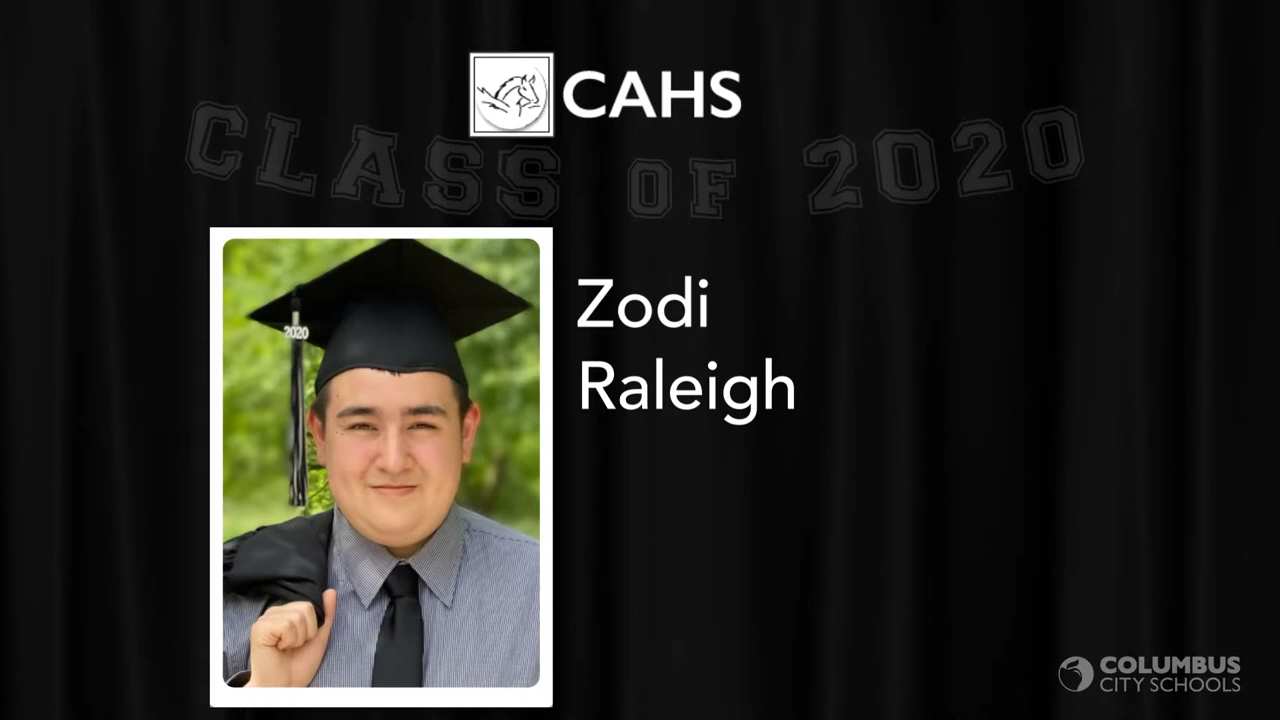 CAHS
CLASS OF 2020
2020
Zodi
Raleigh
COLUMBUS
CITY SCHOOLS